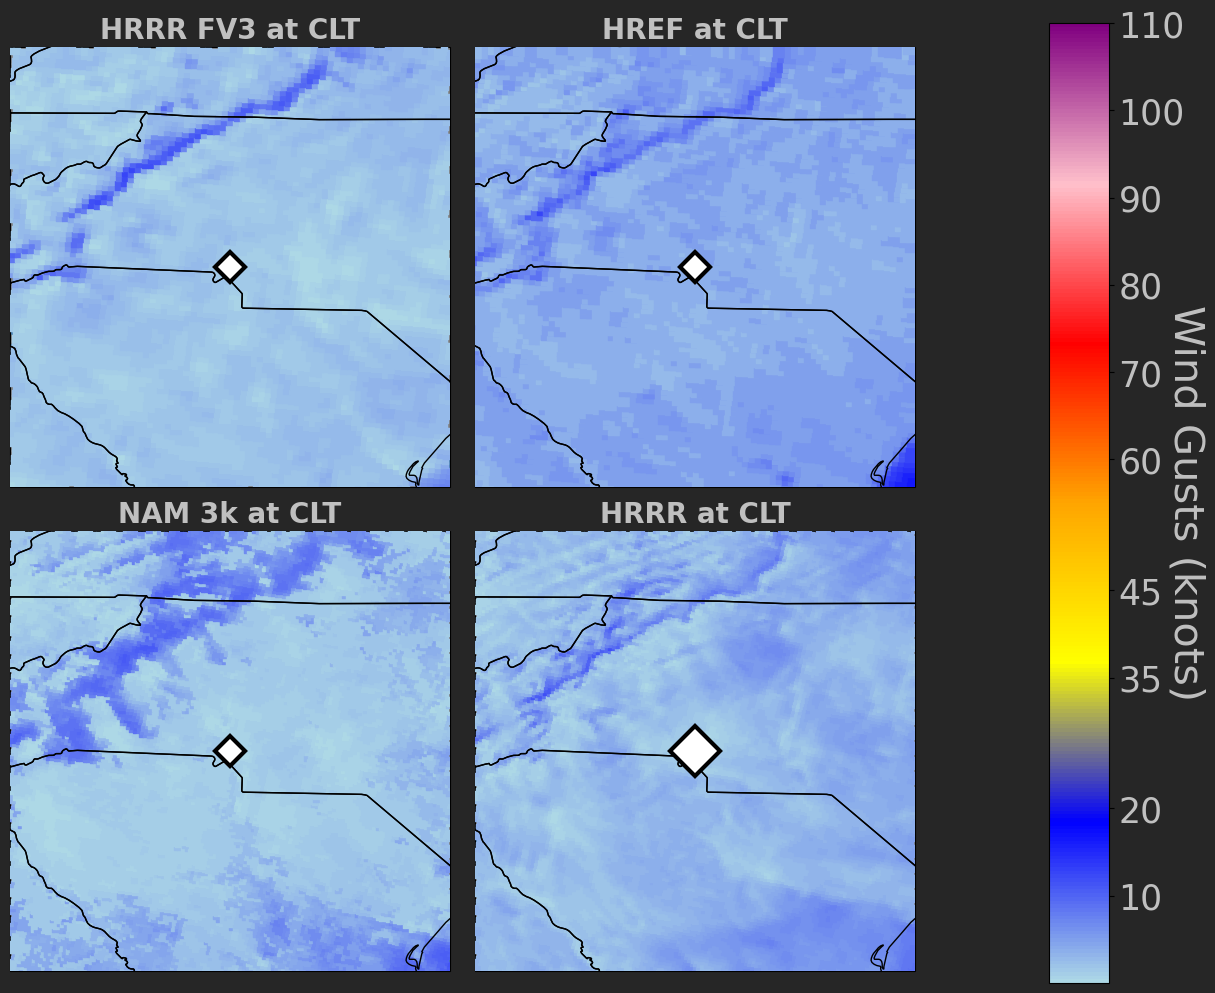 HRRR FV3 at CLT
HREF at CLT
NAM 3k at CLT
HRRR at CLT
110
100
90
80
70
60
45
35
20
10
Wind Gusts (knots)